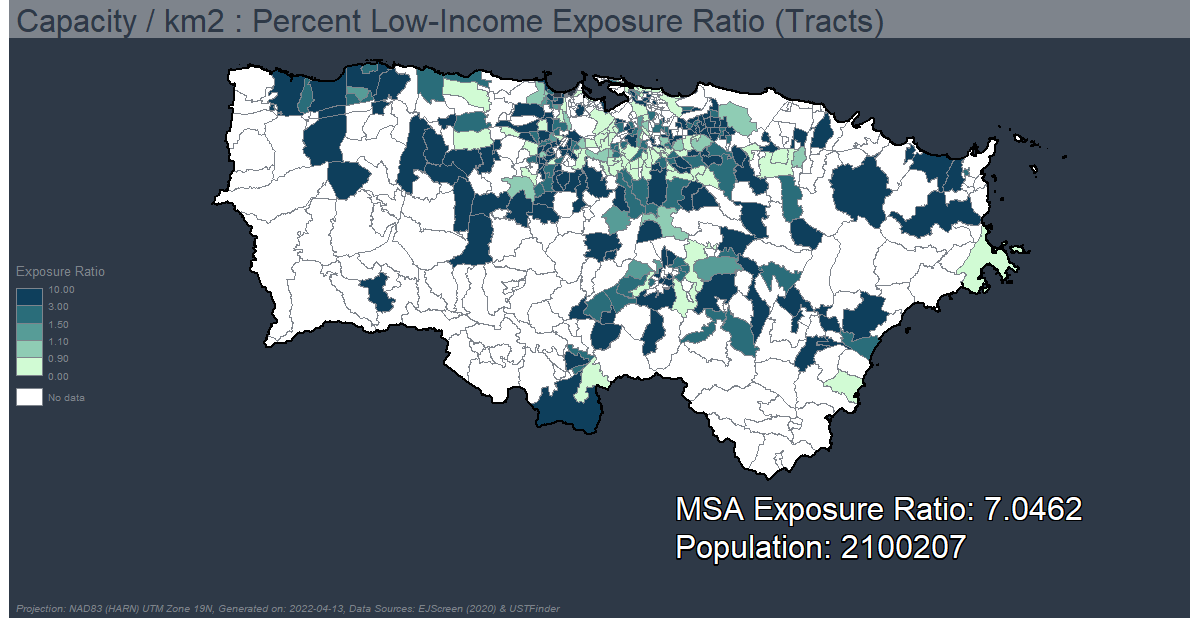 Capacity / km2 : Percent Low-Income Exposure Ratio (Tracts)
Exposure Ratio
10.00
3.00
1.50
1.10
0.90
0.00
No data
MSA Exposure Ratio: 7.0462
Population: 2100207
Projection: NAD83 (HARN) UTM Zone 19N, Generated on: 2022-04-13, Data Sources: EJScreen (2020) & USTFinder